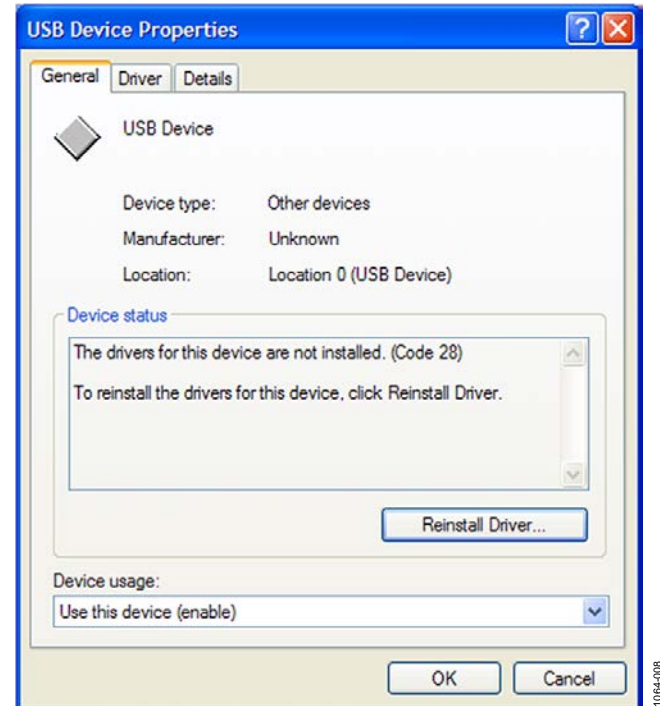 USB Device Properties
General Driver Details
USB Device
Device type: Other devices
Manufacturer: Unknown
Location: Location 0 (USB Device)
Device status
The drivers for this device are not installed. (Code 28)
To reinstall the drivers for this device, click Reinstall Driver.
Reinstall Driver...
Device usage:
Use this device (enable)
OK Cancel